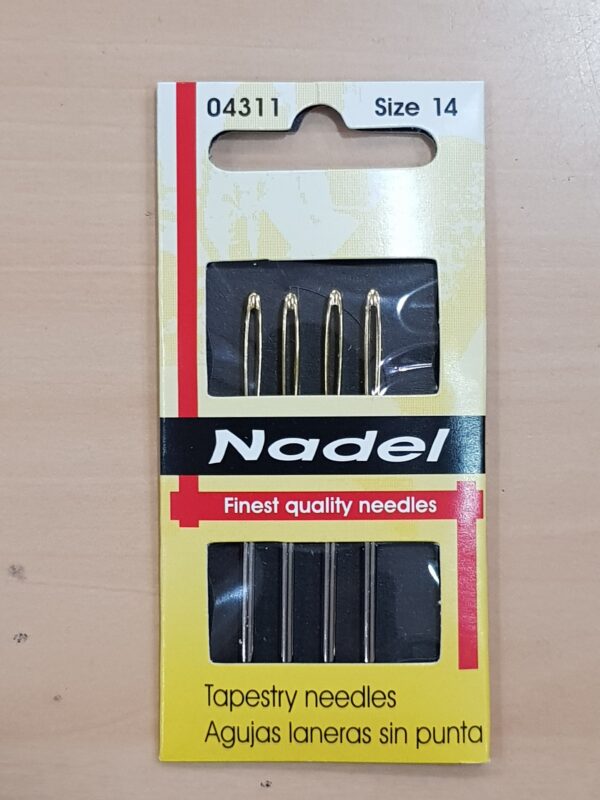 04311 Size 14
Nadel
Finest quality needles
Tapestry needles
Agujas laneras sin punta